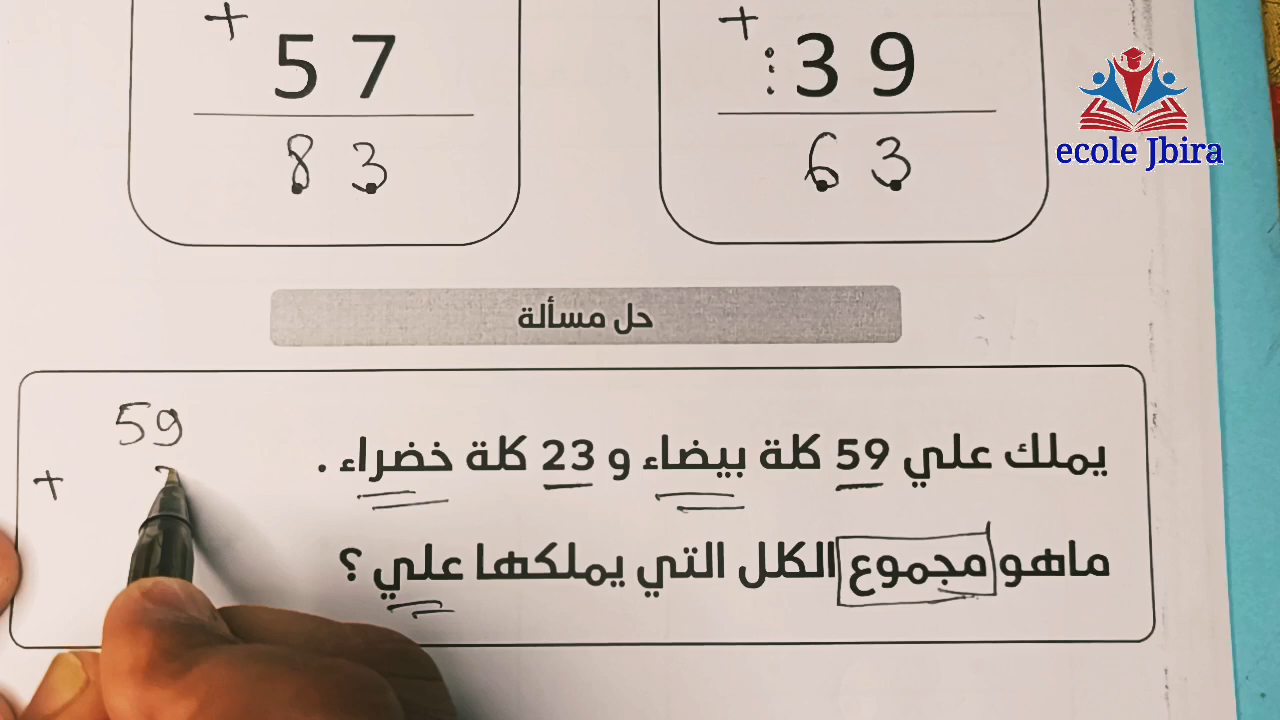 + 57
83
+ 39
63
ecole Jbira
حل مسألة
يملك علي 59 كلة بيضاء و 23 كلة خضراء .
ماهو مجموع الكلل التي يملكها علي ؟
59
+